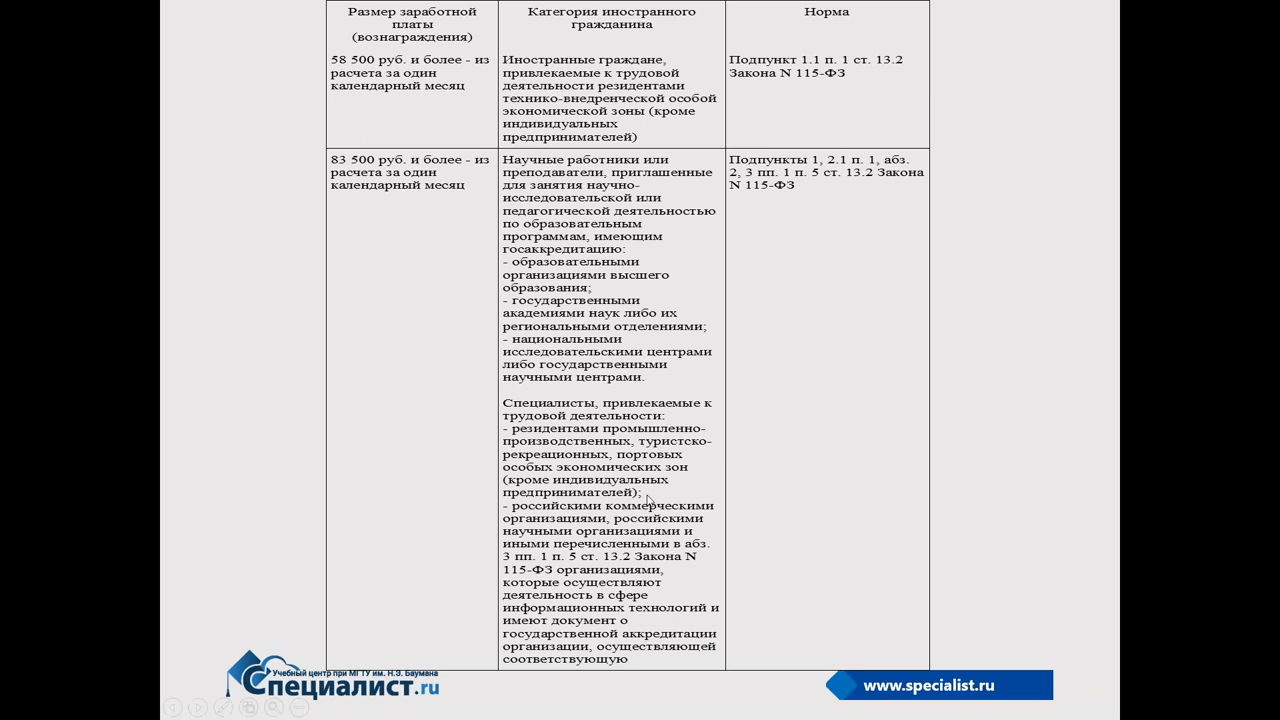 Размер заработной
платы
(вознаграждения)
Категория иностранного
гражданина
Норма
58 500 руб. и более - из
расчета за один
календарный месяц
Иностранные граждане,
привлекаемые к трудовой
деятельности резидентами
технико-внедренческой особой
экономической зоны (кроме
индивидуальных
предпринимателей)
Подпункт 1.1 п. 1 ст. 13.2
Закона N 115-ФЗ
83 500 руб. и более - из
расчета за один
календарный месяц
Научные работники или
преподаватели, приглашенные
для занятия научно-
исследовательской или
педагогической деятельностью
по образовательным
программам, имеющим
госаккредитацию:
- образовательными
организациями высшего
образования;
- государственными
академиями наук либо их
региональными отделениями;
- национальными
исследовательскими центрами
либо государственными
научными центрами.
Специалисты, привлекаемые к
трудовой деятельности:
- резидентами промышленно-
производственных, туристско-
рекреационных, портовых
особых экономических зон
(кроме индивидуальных
предпринимателей);
- российскими коммерческими
организациями, российскими
научными организациями и
иными перечисленными в абз.
3 пп. 1 п. 5 ст. 13.2 Закона N
115-ФЗ организациями,
которые осуществляют
деятельность в сфере
информационных технологий и
имеют документ о
государственной аккредитации
организации, осуществляющей
соответствующую
Подпункты 1, 2.1 п. 1, абз.
2, 3 пп. 1 п. 5 ст. 13.2 Закона
N 115-ФЗ
Учебный центр при МГТУ им. Н.Э. Баумана
Специалист.ru
www.specialist.ru